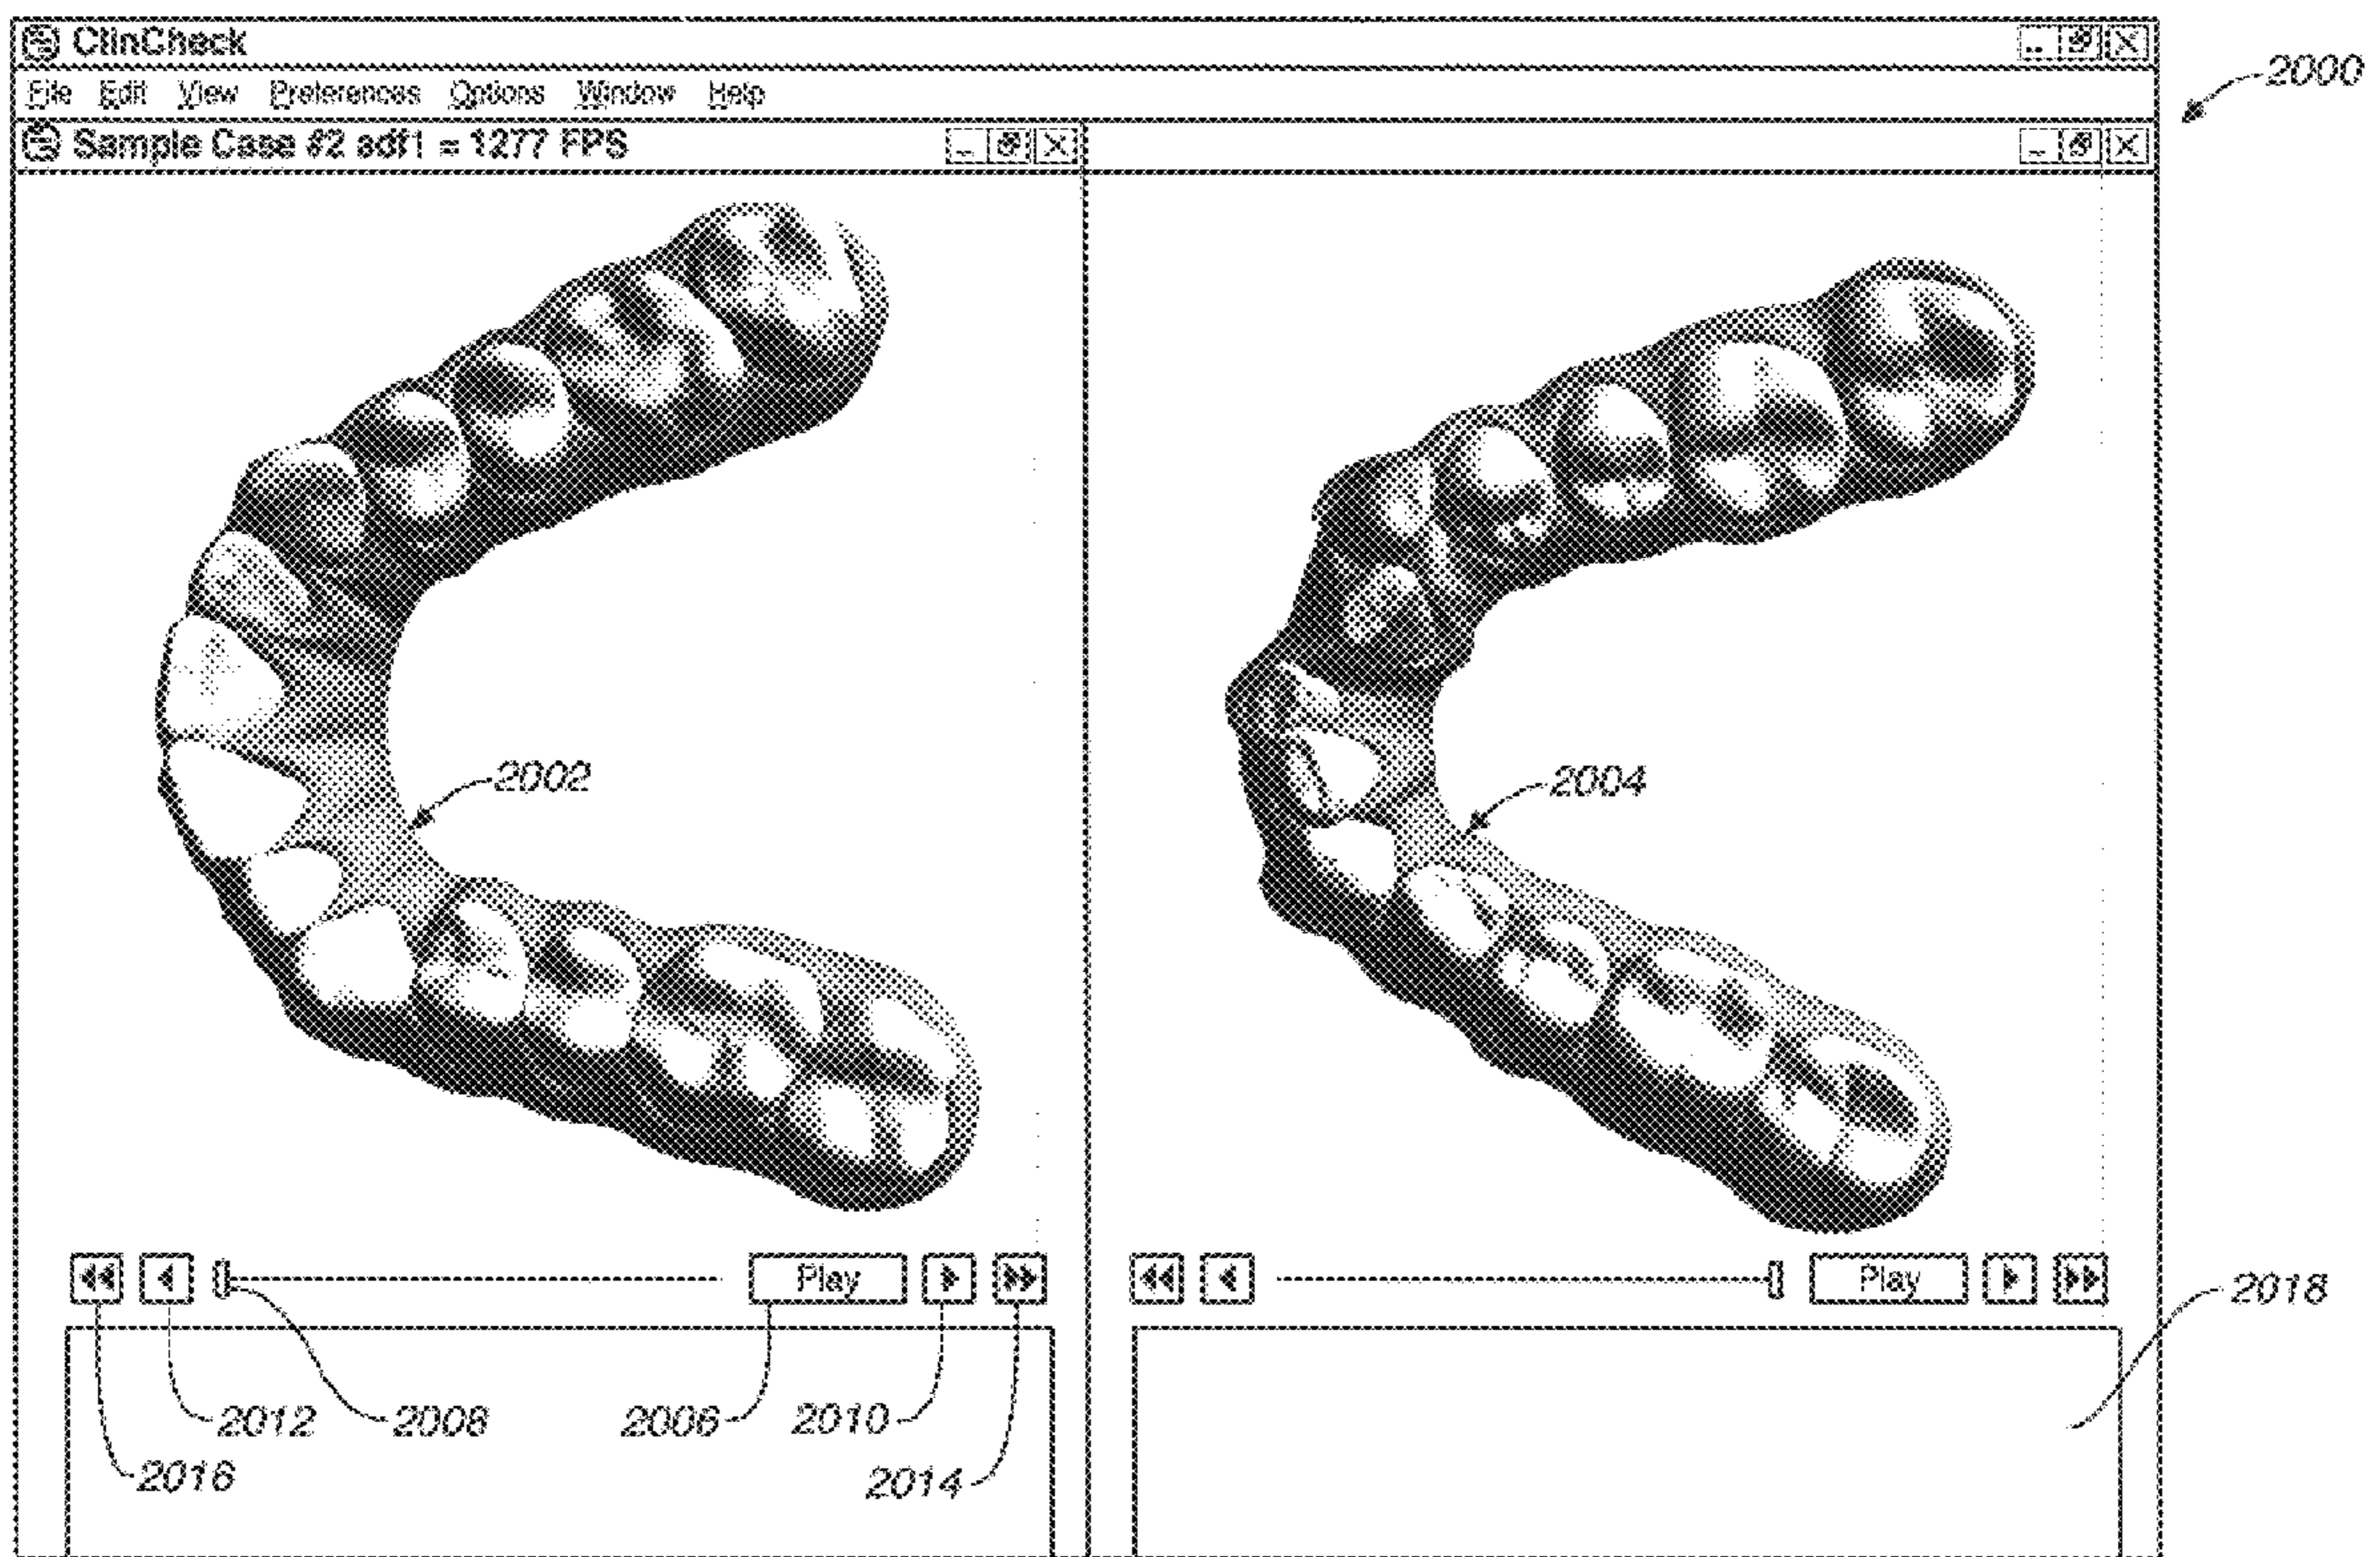 ClinCheck
2000
File Edit View Preferences Options Window Help
Sample Case #2 adf1 = 1277 FPS
2002
2004
Play
Play
2018
2012
2008
2006
2010
2016
2014